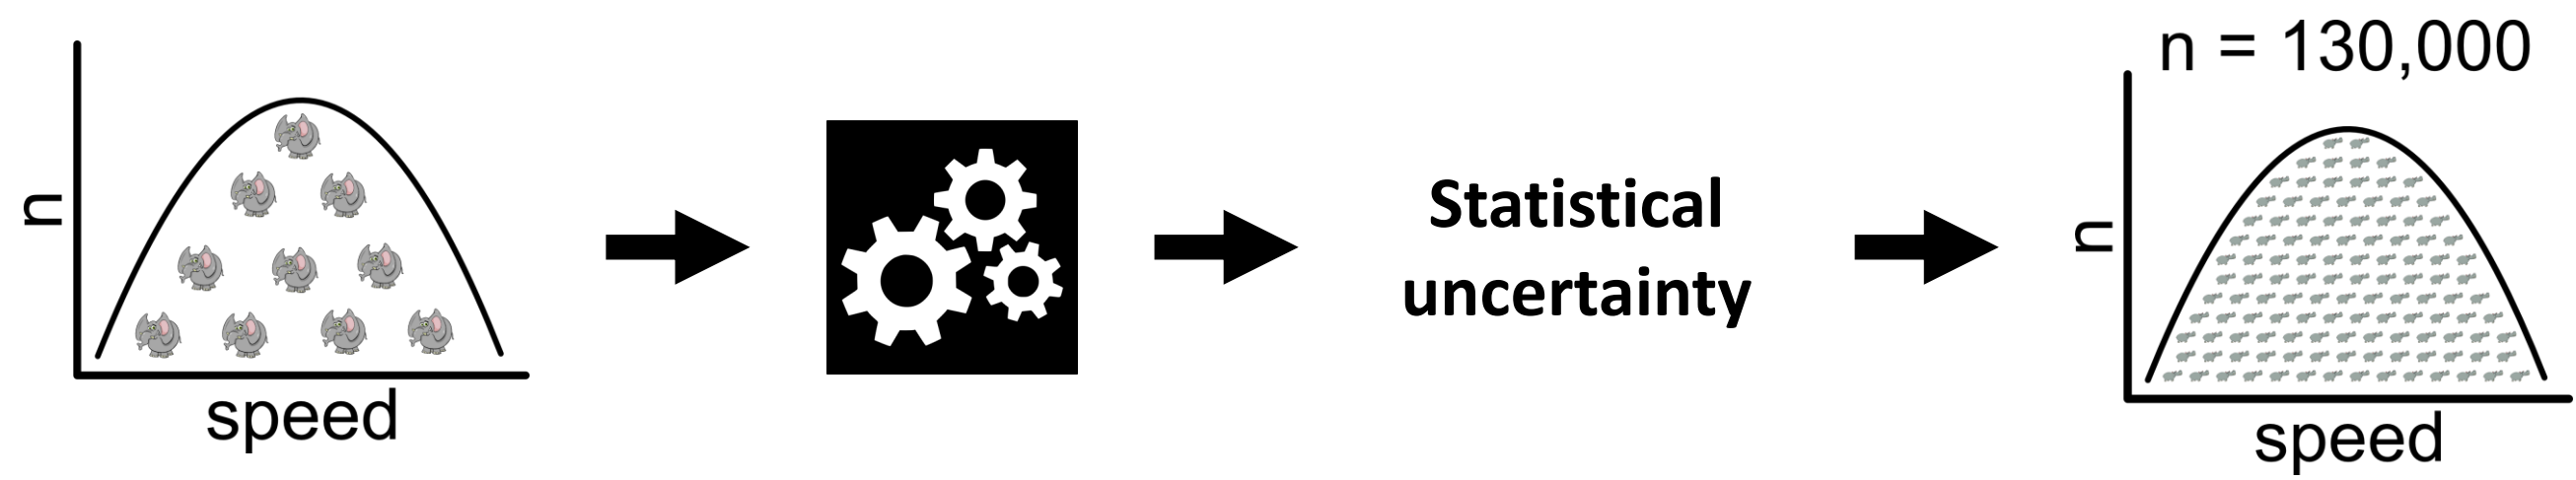 n
speed
Statistical
uncertainty
n = 130,000
n
speed